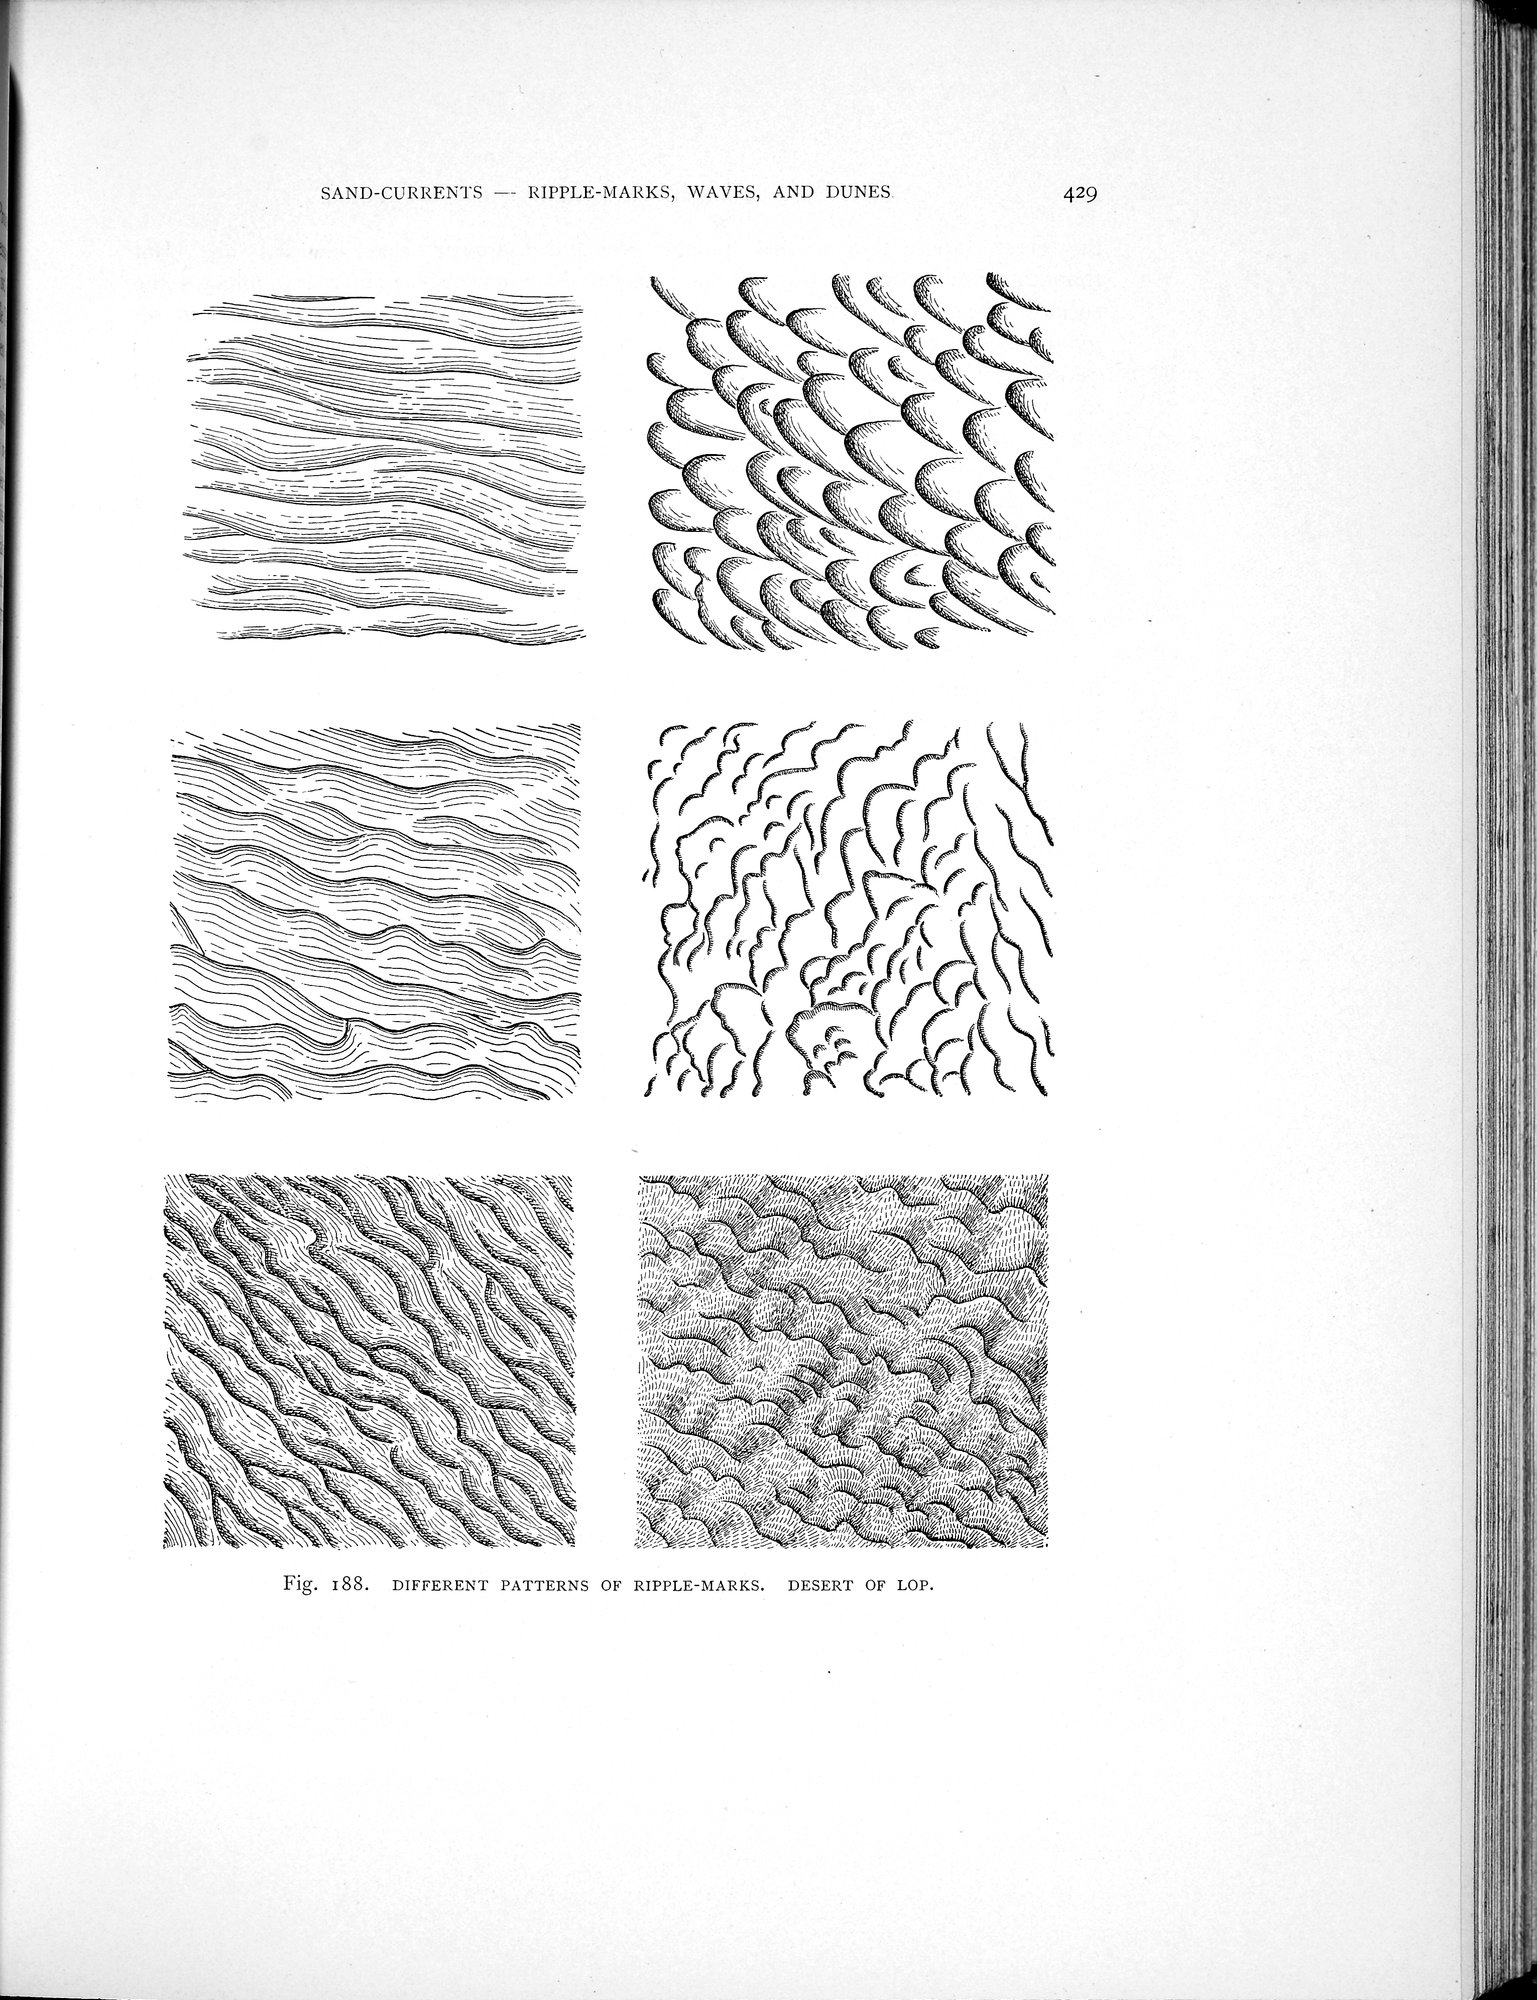 SAND-CURRENTS — RIPPLE-MARKS, WAVES, AND DUNES 429
Fig. 188. DIFFERENT PATTERNS OF RIPPLE-MARKS. DESERT OF LOP.